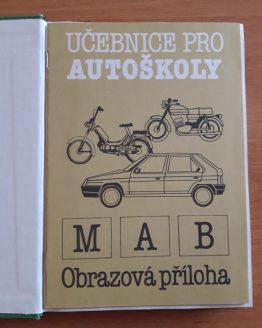 UČEBNICE PRO
AUTOŠKOLY
M A B
Obrazová příloha